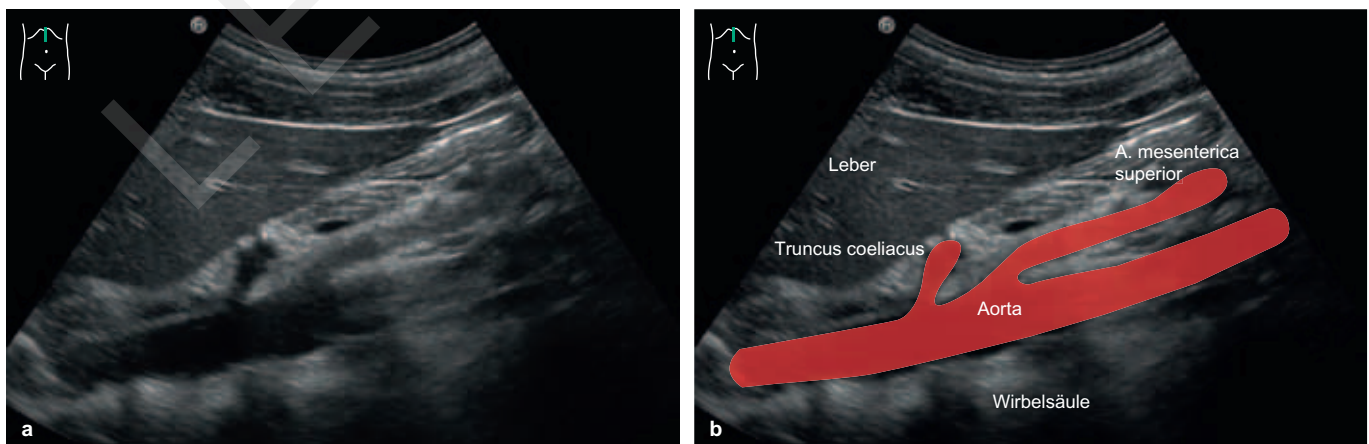 a
Leber
A. mesenterica
superior
Truncus coeliacus
Aorta
Wirbelsäule
b